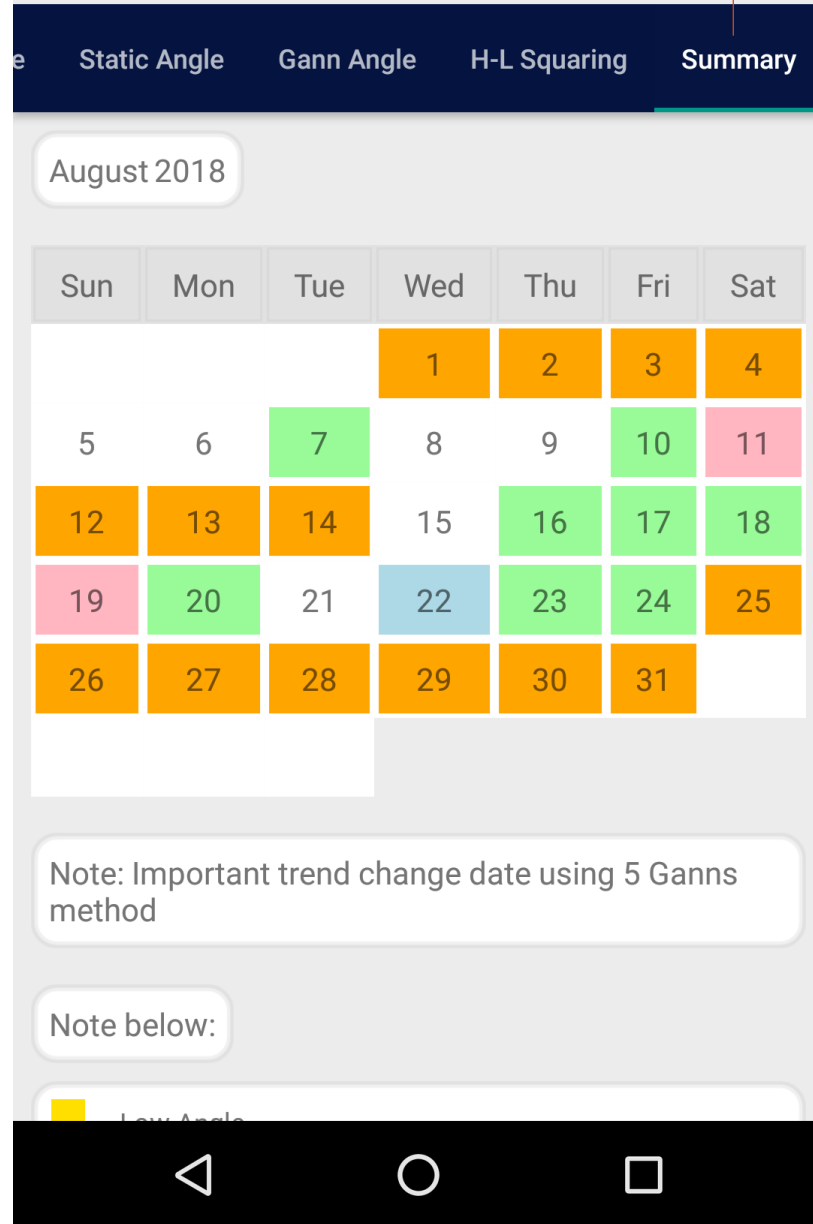 e Static Angle Gann Angle H-L Squaring Summary
August 2018
Sun Mon Tue Wed Thu Fri Sat
1 2 3 4
5 6 7 8 9 10 11
12 13 14 15 16 17 18
19 20 21 22 23 24 25
26 27 28 29 30 31
Note: Important trend change date using 5 Ganns
method
Note below:
Low Angle